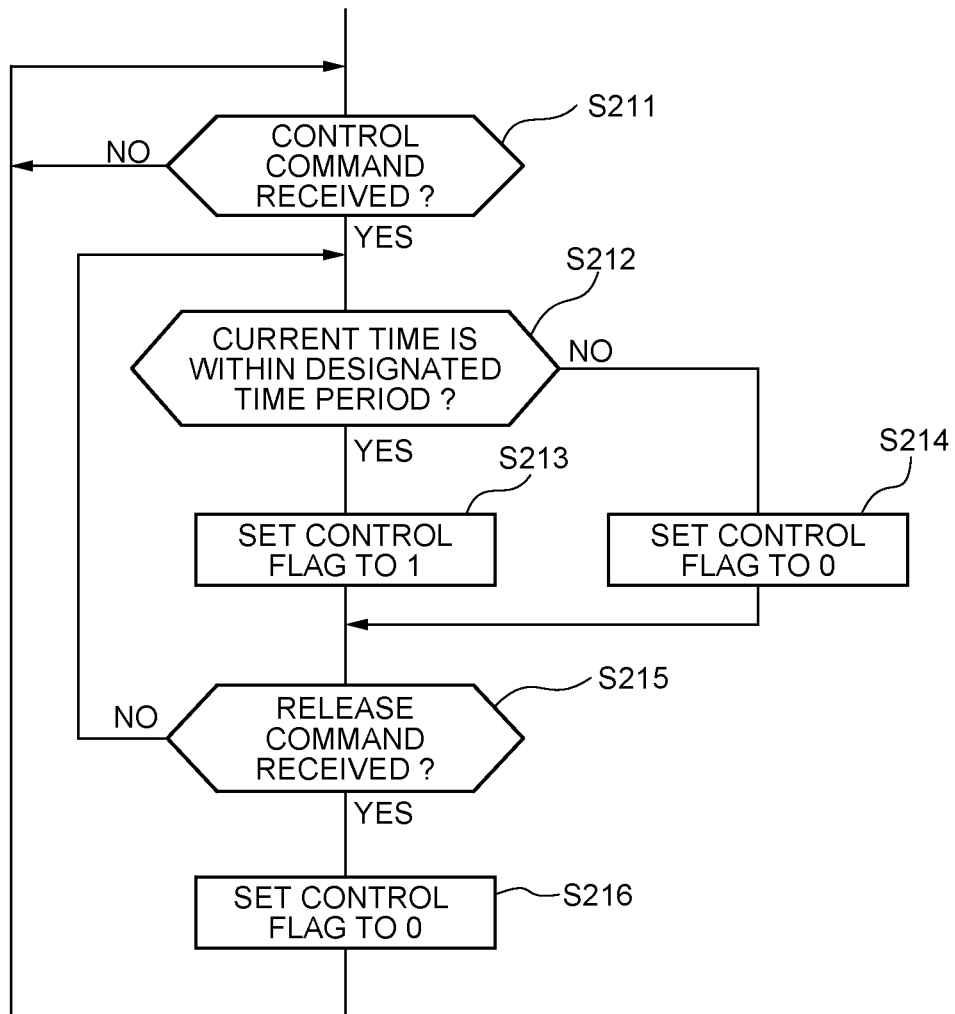 S211
CONTROL
COMMAND
RECEIVED ?
NO
YES
S212
CURRENT TIME IS
WITHIN DESIGNATED
TIME PERIOD ?
NO
YES
S213
SET CONTROL
FLAG TO 1
S214
SET CONTROL
FLAG TO 0
S215
RELEASE
COMMAND
RECEIVED ?
NO
YES
S216
SET CONTROL
FLAG TO 0